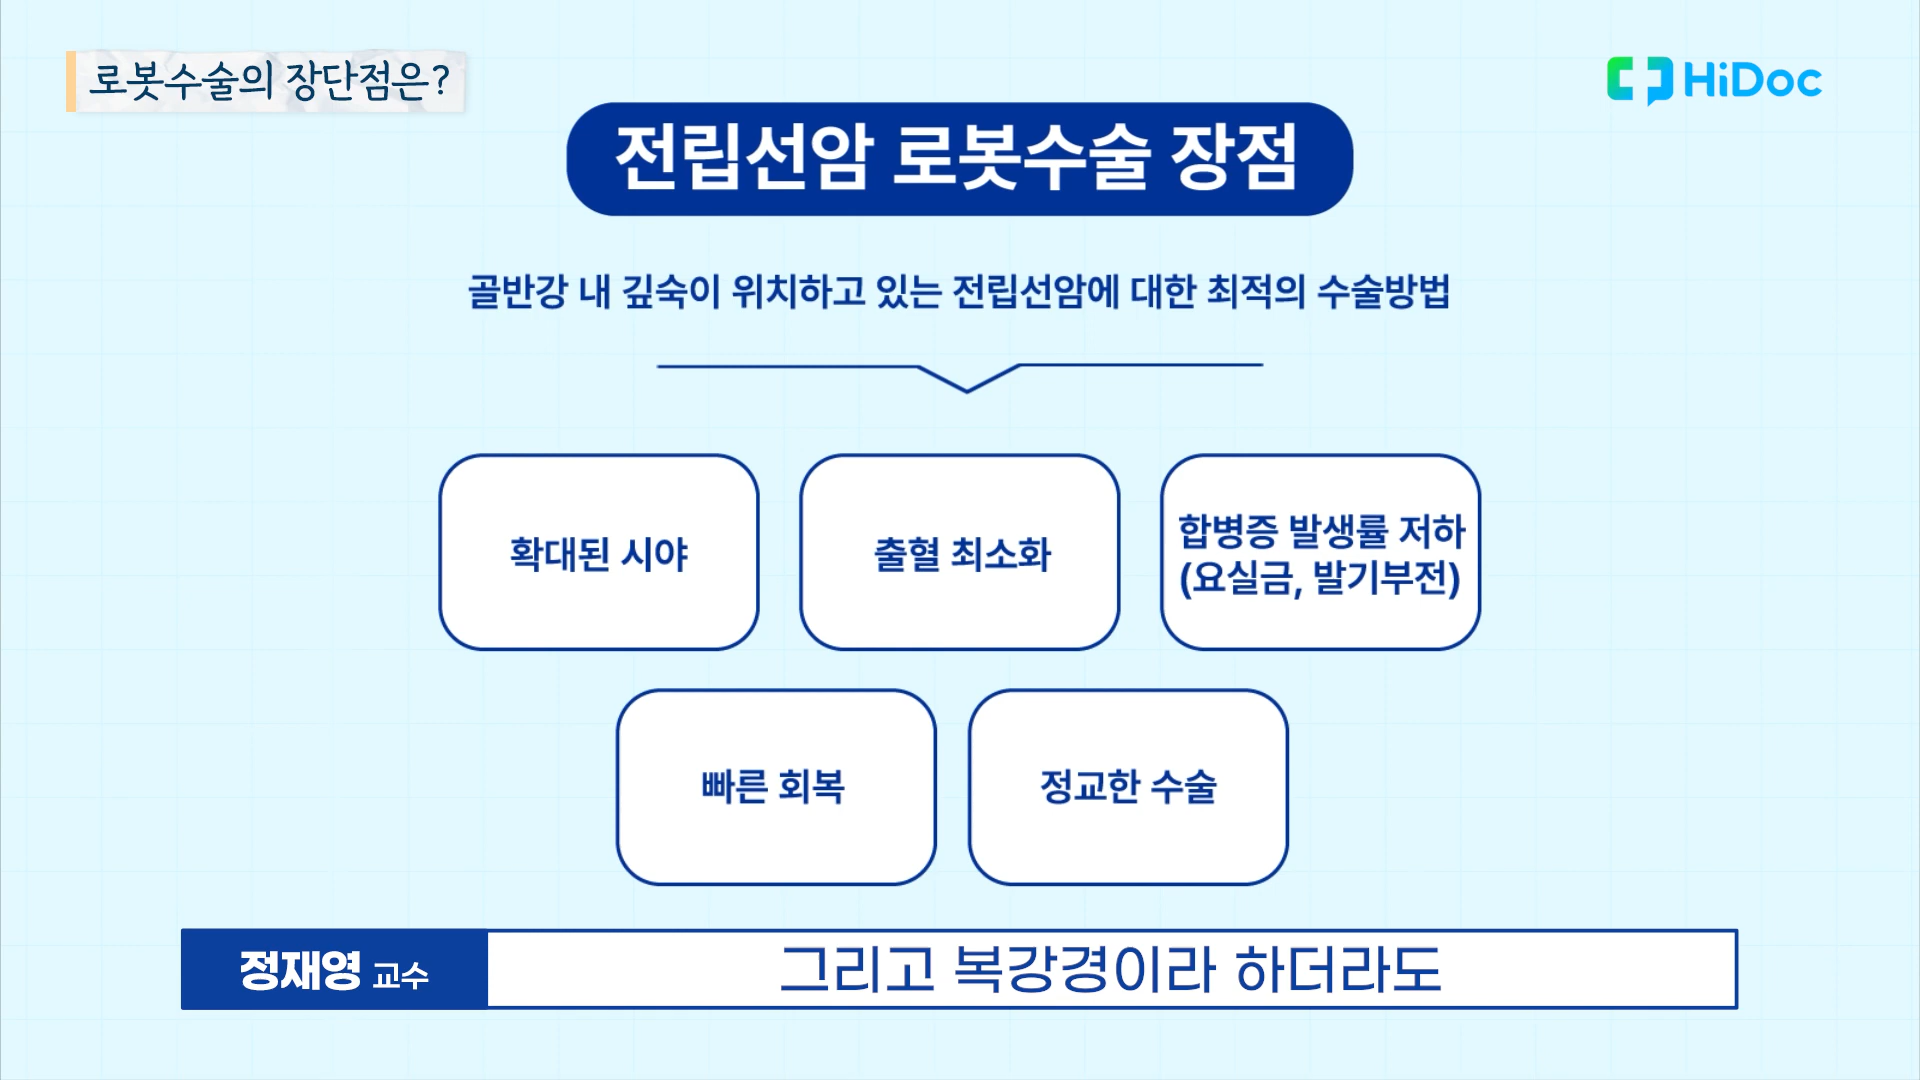 로봇수술의 장단점은?
HiDoc
전립선암 로봇수술 장점
골반강 내 깊숙이 위치하고 있는 전립선암에 대한 최적의 수술방법
확대된 시야
출혈 최소화
합병증 발생률 저하
(요실금, 발기부전)
빠른 회복
정교한 수술
정재영 교수
그리고 복강경이라 하더라도